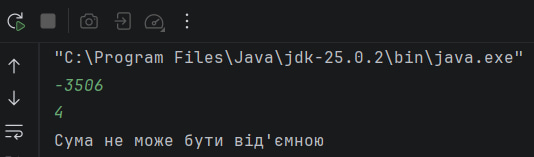 "C:\Program Files\Java\jdk-25.0.2\bin\java.exe"
-3506
4
Сума не може бути від'ємною